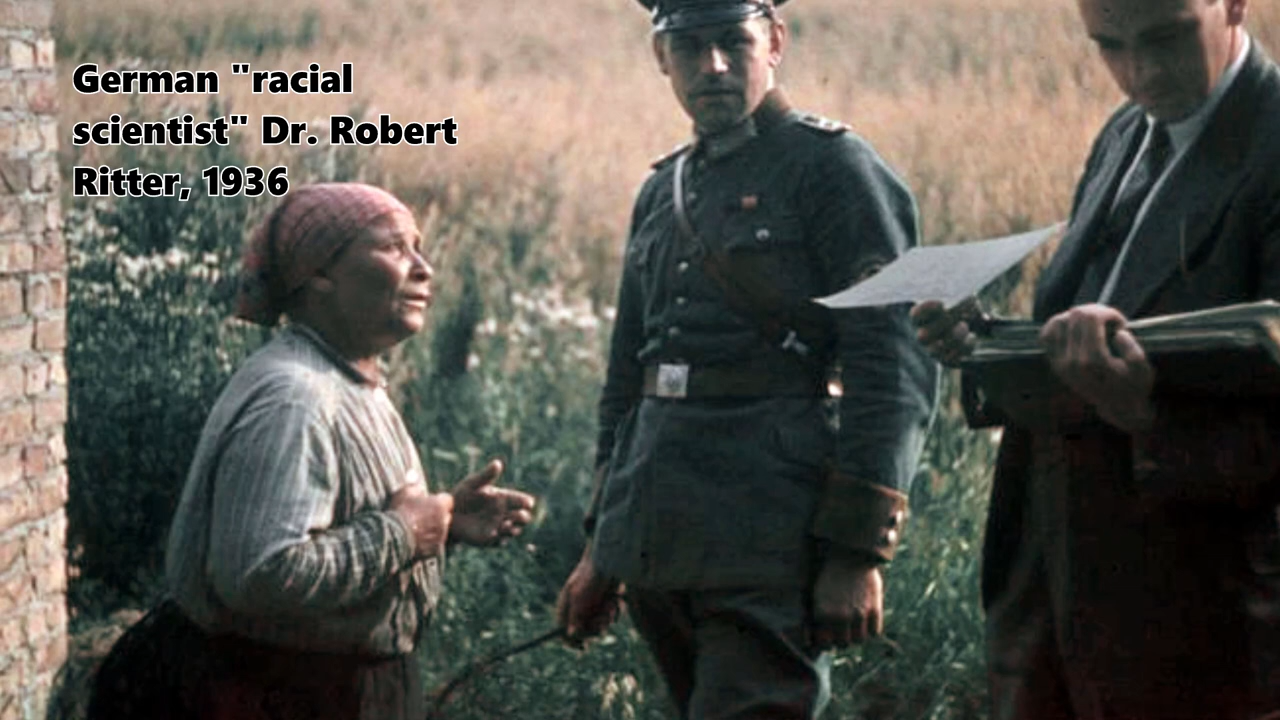 German "racial
scientist" Dr. Robert
Ritter, 1936